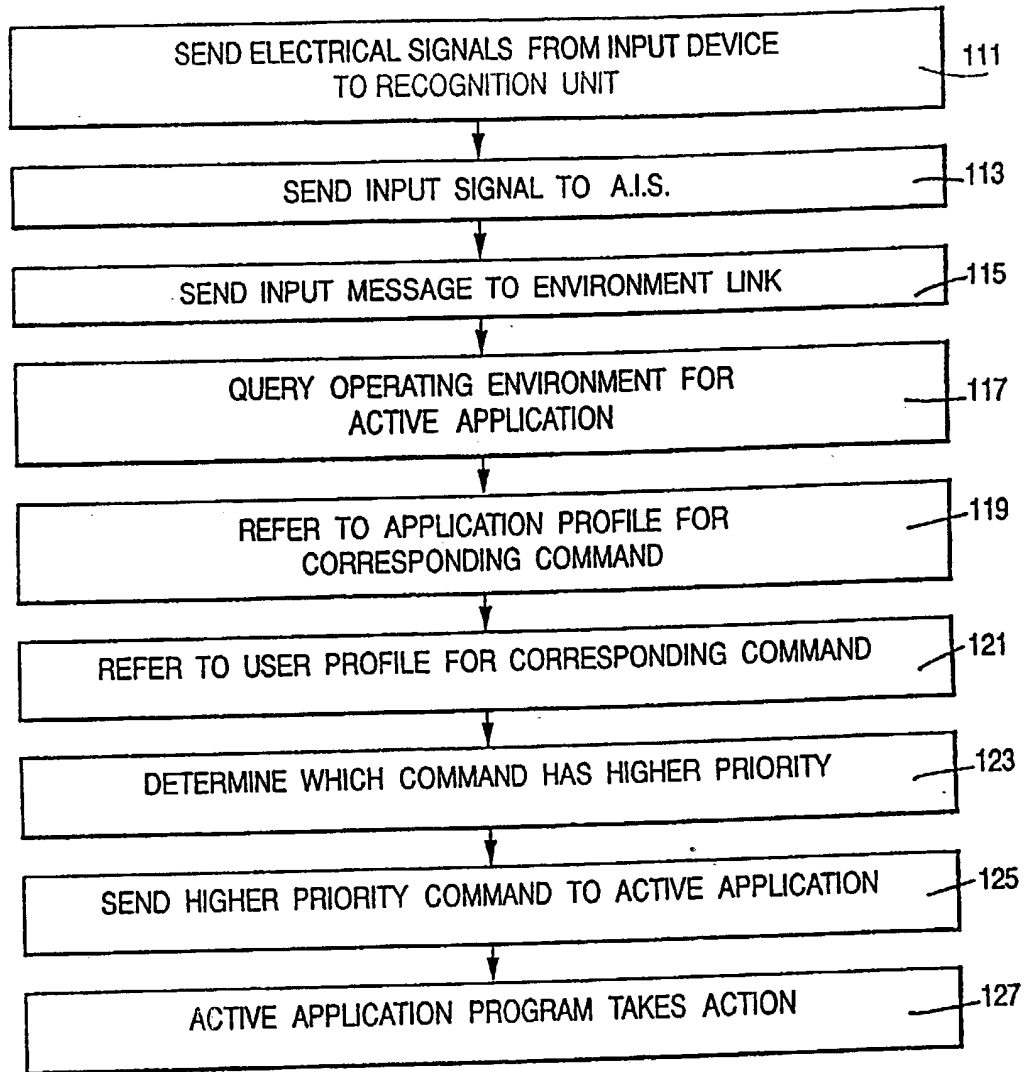 SEND ELECTRICAL SIGNALS FROM INPUT DEVICE
TO RECOGNITION UNIT
111
SEND INPUT SIGNAL TO A.I.S.
113
SEND INPUT MESSAGE TO ENVIRONMENT LINK
115
QUERY OPERATING ENVIRONMENT FOR
ACTIVE APPLICATION
117
REFER TO APPLICATION PROFILE FOR
CORRESPONDING COMMAND
119
REFER TO USER PROFILE FOR CORRESPONDING COMMAND
121
DETERMINE WHICH COMMAND HAS HIGHER PRIORITY
123
SEND HIGHER PRIORITY COMMAND TO ACTIVE APPLICATION
125
ACTIVE APPLICATION PROGRAM TAKES ACTION
127